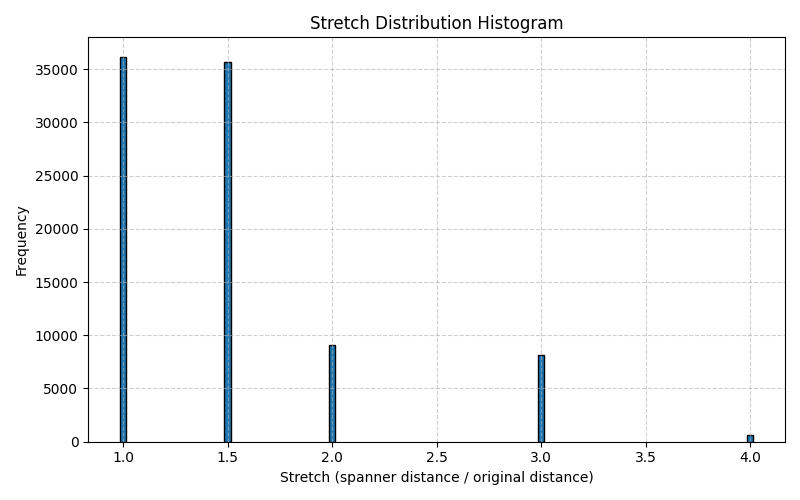 Stretch Distribution Histogram
Frequency
35000
30000
25000
20000
15000
10000
5000
0
1.0 1.5 2.0 2.5 3.0 3.5 4.0
Stretch (spanner distance / original distance)